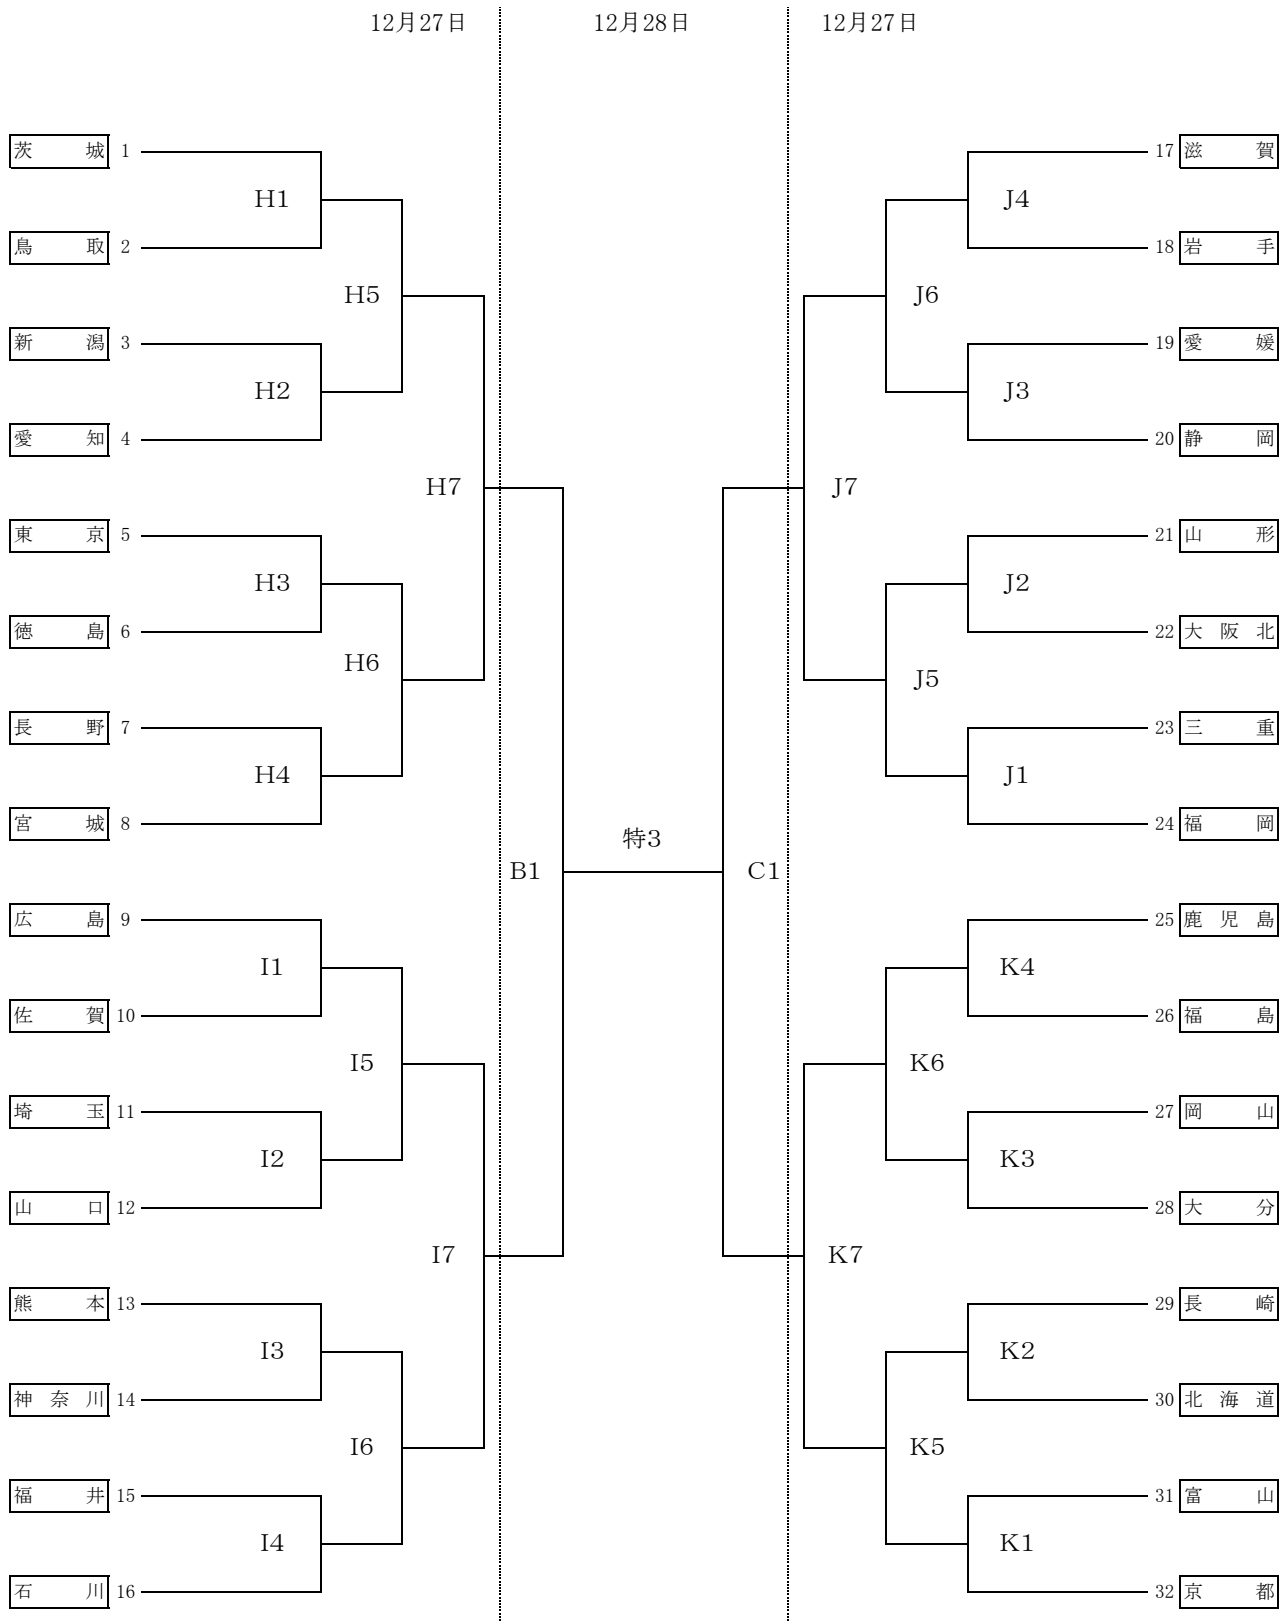 12月27日 12月28日 12月27日
茨城 1 17 滋賀
H1 J4
鳥取 2 18 岩手
H5 J6
新潟 3 19 愛媛
H2 J3
愛知 4 20 静岡
H7 J7
東京 5 21 山形
H3 J2
徳島 6 22 大阪北
H6 J5
長野 7 23 三重
H4 J1
宮城 8 24 福岡
特3
B1 C1
広島 9 25 鹿児島
I1 K4
佐賀 10 26 福島
I5 K6
埼玉 11 27 岡山
I2 K3
山口 12 28 大分
I7 K7
熊本 13 29 長崎
I3 K2
神奈川 14 30 北海道
I6 K5
福井 15 31 富山
I4 K1
石川 16 32 京都